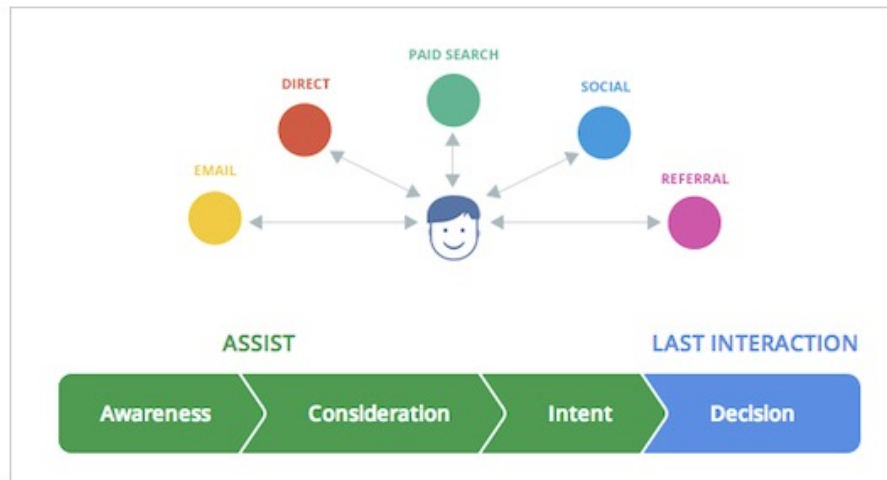 PAID SEARCH
DIRECT
SOCIAL
EMAIL
REFERRAL
ASSIST
LAST INTERACTION
Awareness
Consideration
Intent
Decision